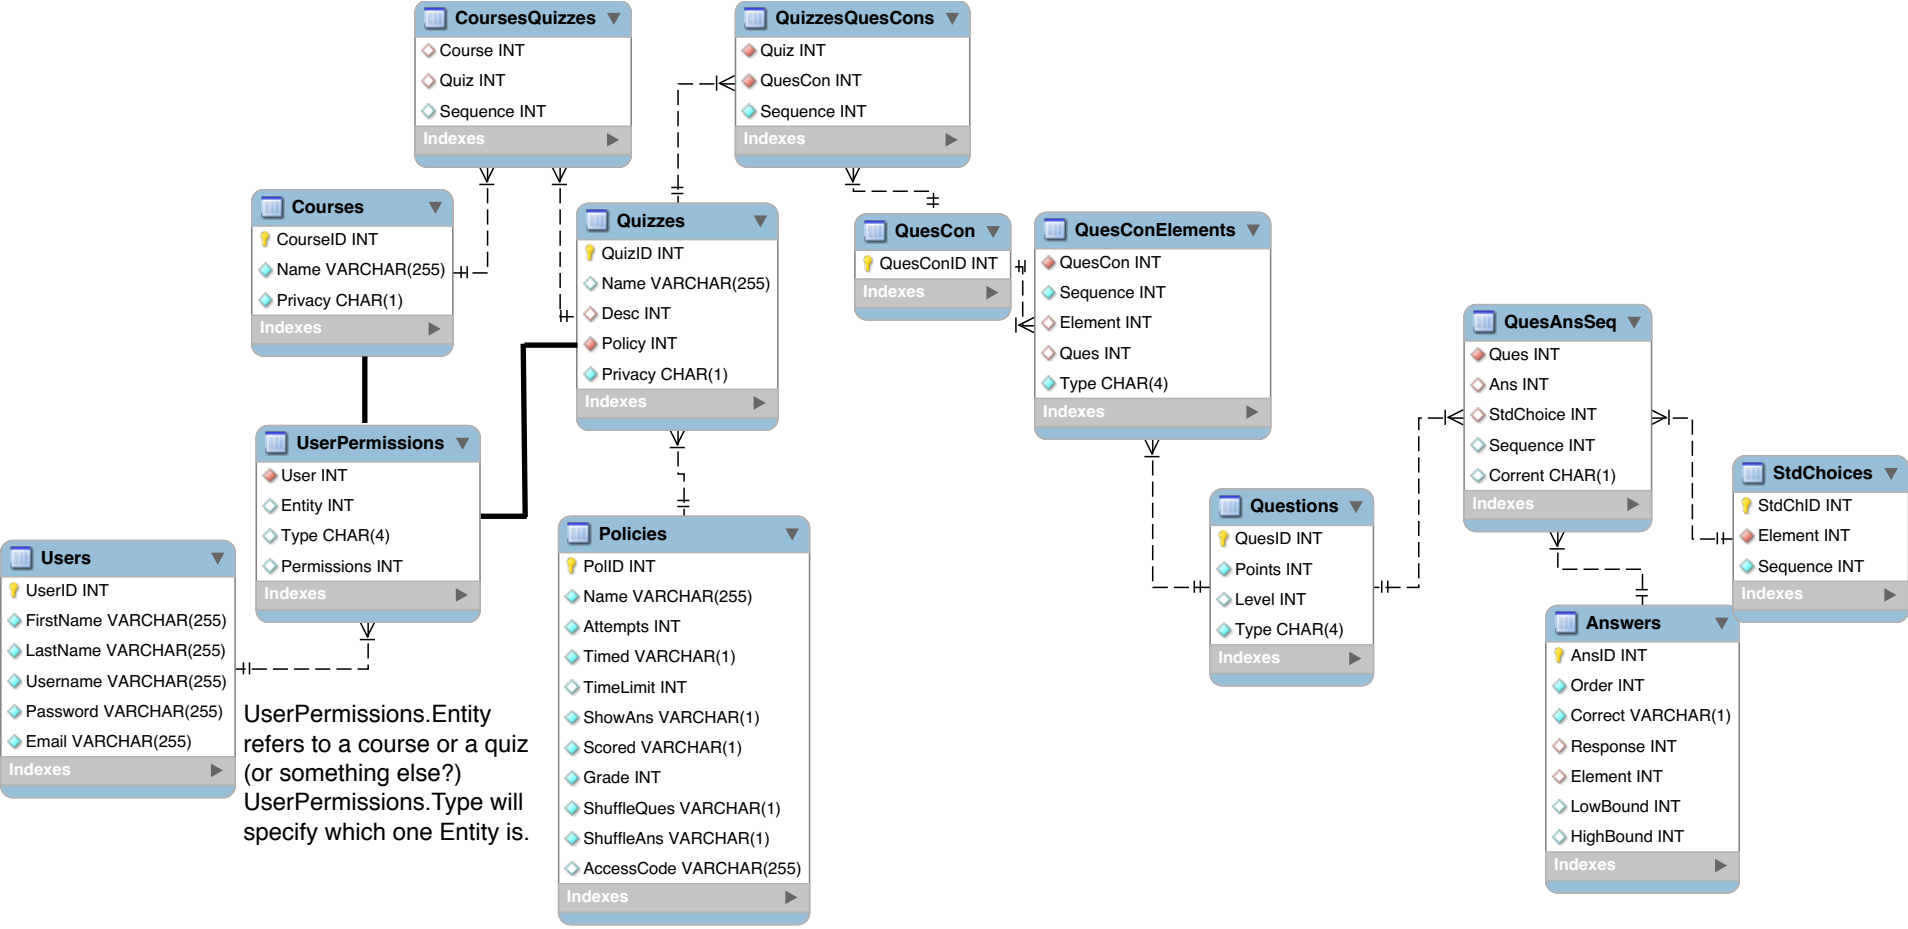 CoursesQuizzes
Course INT
Quiz INT
Sequence INT
Indexes
QuizzesQuesCons
Quiz INT
QuesCon INT
Sequence INT
Indexes
Courses
CourseID INT
Name VARCHAR(255)
Privacy CHAR(1)
Indexes
Quizzes
QuizID INT
Name VARCHAR(255)
Desc INT
Policy INT
Privacy CHAR(1)
Indexes
QuesCon
QuesConID INT
Indexes
QuesConElements
QuesCon INT
Sequence INT
Element INT
Ques INT
Type CHAR(4)
Indexes
QuesAnsSeq
Ques INT
Ans INT
StdChoice INT
Sequence INT
Corrent CHAR(1)
Indexes
UserPermissions
User INT
Entity INT
Type CHAR(4)
Permissions INT
Indexes
StdChoices
StdChID INT
Element INT
Sequence INT
Indexes
Questions
QuesID INT
Points INT
Level INT
Type CHAR(4)
Indexes
Policies
PolID INT
Name VARCHAR(255)
Attempts INT
Timed VARCHAR(1)
TimeLimit INT
ShowAns VARCHAR(1)
Scored VARCHAR(1)
Grade INT
ShuffleQues VARCHAR(1)
ShuffleAns VARCHAR(1)
AccessCode VARCHAR(255)
Indexes
Users
UserID INT
FirstName VARCHAR(255)
LastName VARCHAR(255)
Username VARCHAR(255)
Password VARCHAR(255)
Email VARCHAR(255)
Indexes
Answers
AnsID INT
Order INT
Correct VARCHAR(1)
Response INT
Element INT
LowBound INT
HighBound INT
Indexes
UserPermissions.Entity
refers to a course or a quiz
(or something else?)
UserPermissions.Type will
specify which one Entity is.